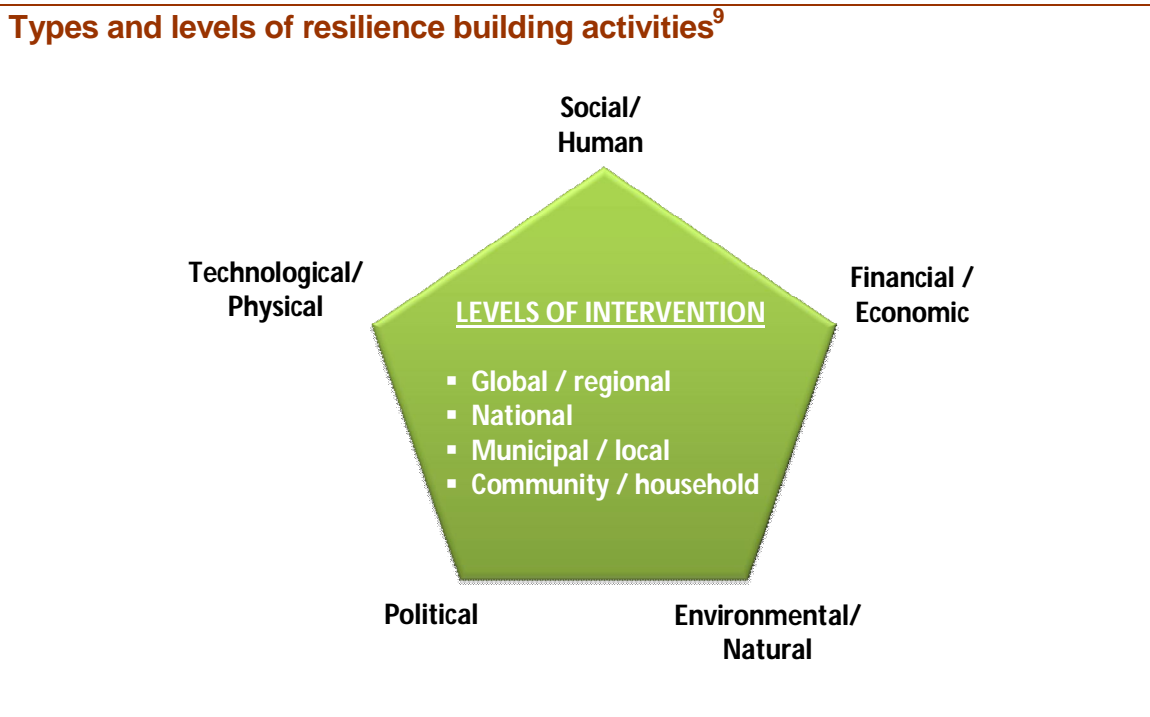 Types and levels of resilience building activities⁹
Social/
Human
Technological/
Physical
Financial /
Economic
LEVELS OF INTERVENTION
▪ Global / regional
▪ National
▪ Municipal / local
▪ Community / household
Political
Environmental/
Natural